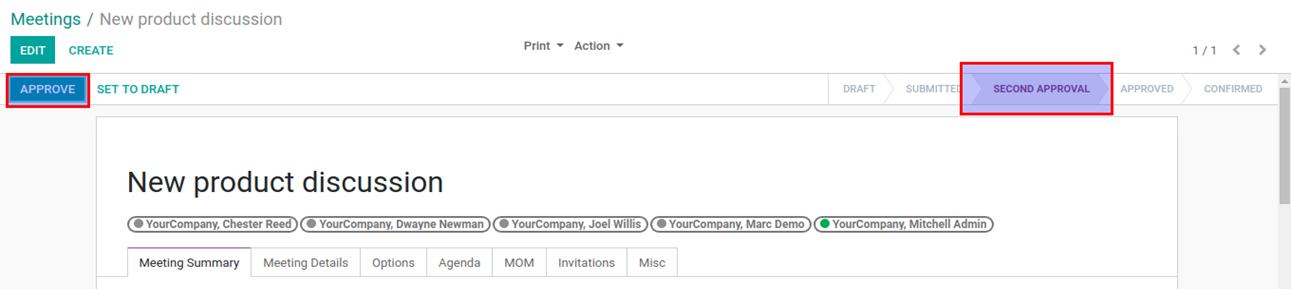 Meetings / New product discussion
EDIT CREATE Print Action 1 / 1
APPROVE SET TO DRAFT DRAFT SUBMITTED SECOND APPROVAL APPROVED CONFIRMED
New product discussion
YourCompany, Chester Reed YourCompany, Dwayne Newman YourCompany, Joel Willis YourCompany, Marc Demo YourCompany, Mitchell Admin
Meeting Summary Meeting Details Options Agenda MOM Invitations Misc